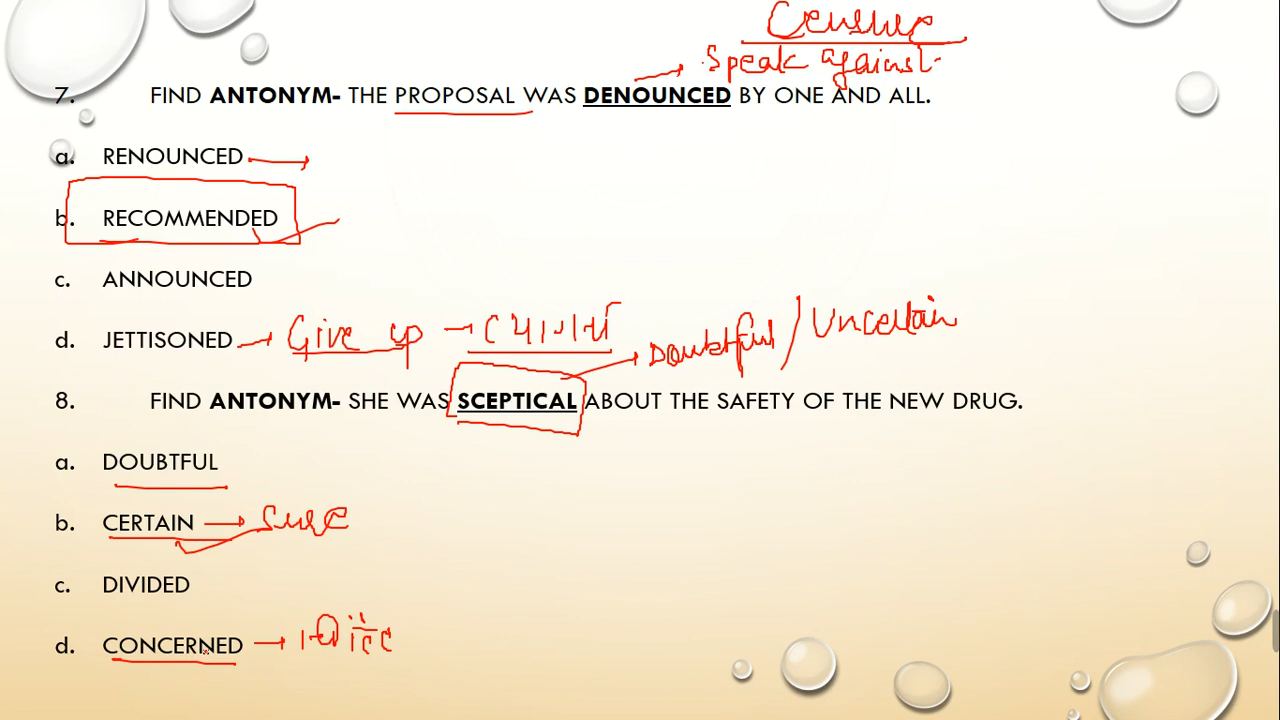 Censure
Speak against
7. FIND ANTONYM- THE PROPOSAL WAS DENOUNCED BY ONE AND ALL.
a. RENOUNCED
b. RECOMMENDED
c. ANNOUNCED
d. JETTISONED → Give up →
Doubtful / Uncertain
8. FIND ANTONYM- SHE WAS SCEPTICAL ABOUT THE SAFETY OF THE NEW DRUG.
a. DOUBTFUL
b. CERTAIN → Sure
c. DIVIDED
d. CONCERNED →